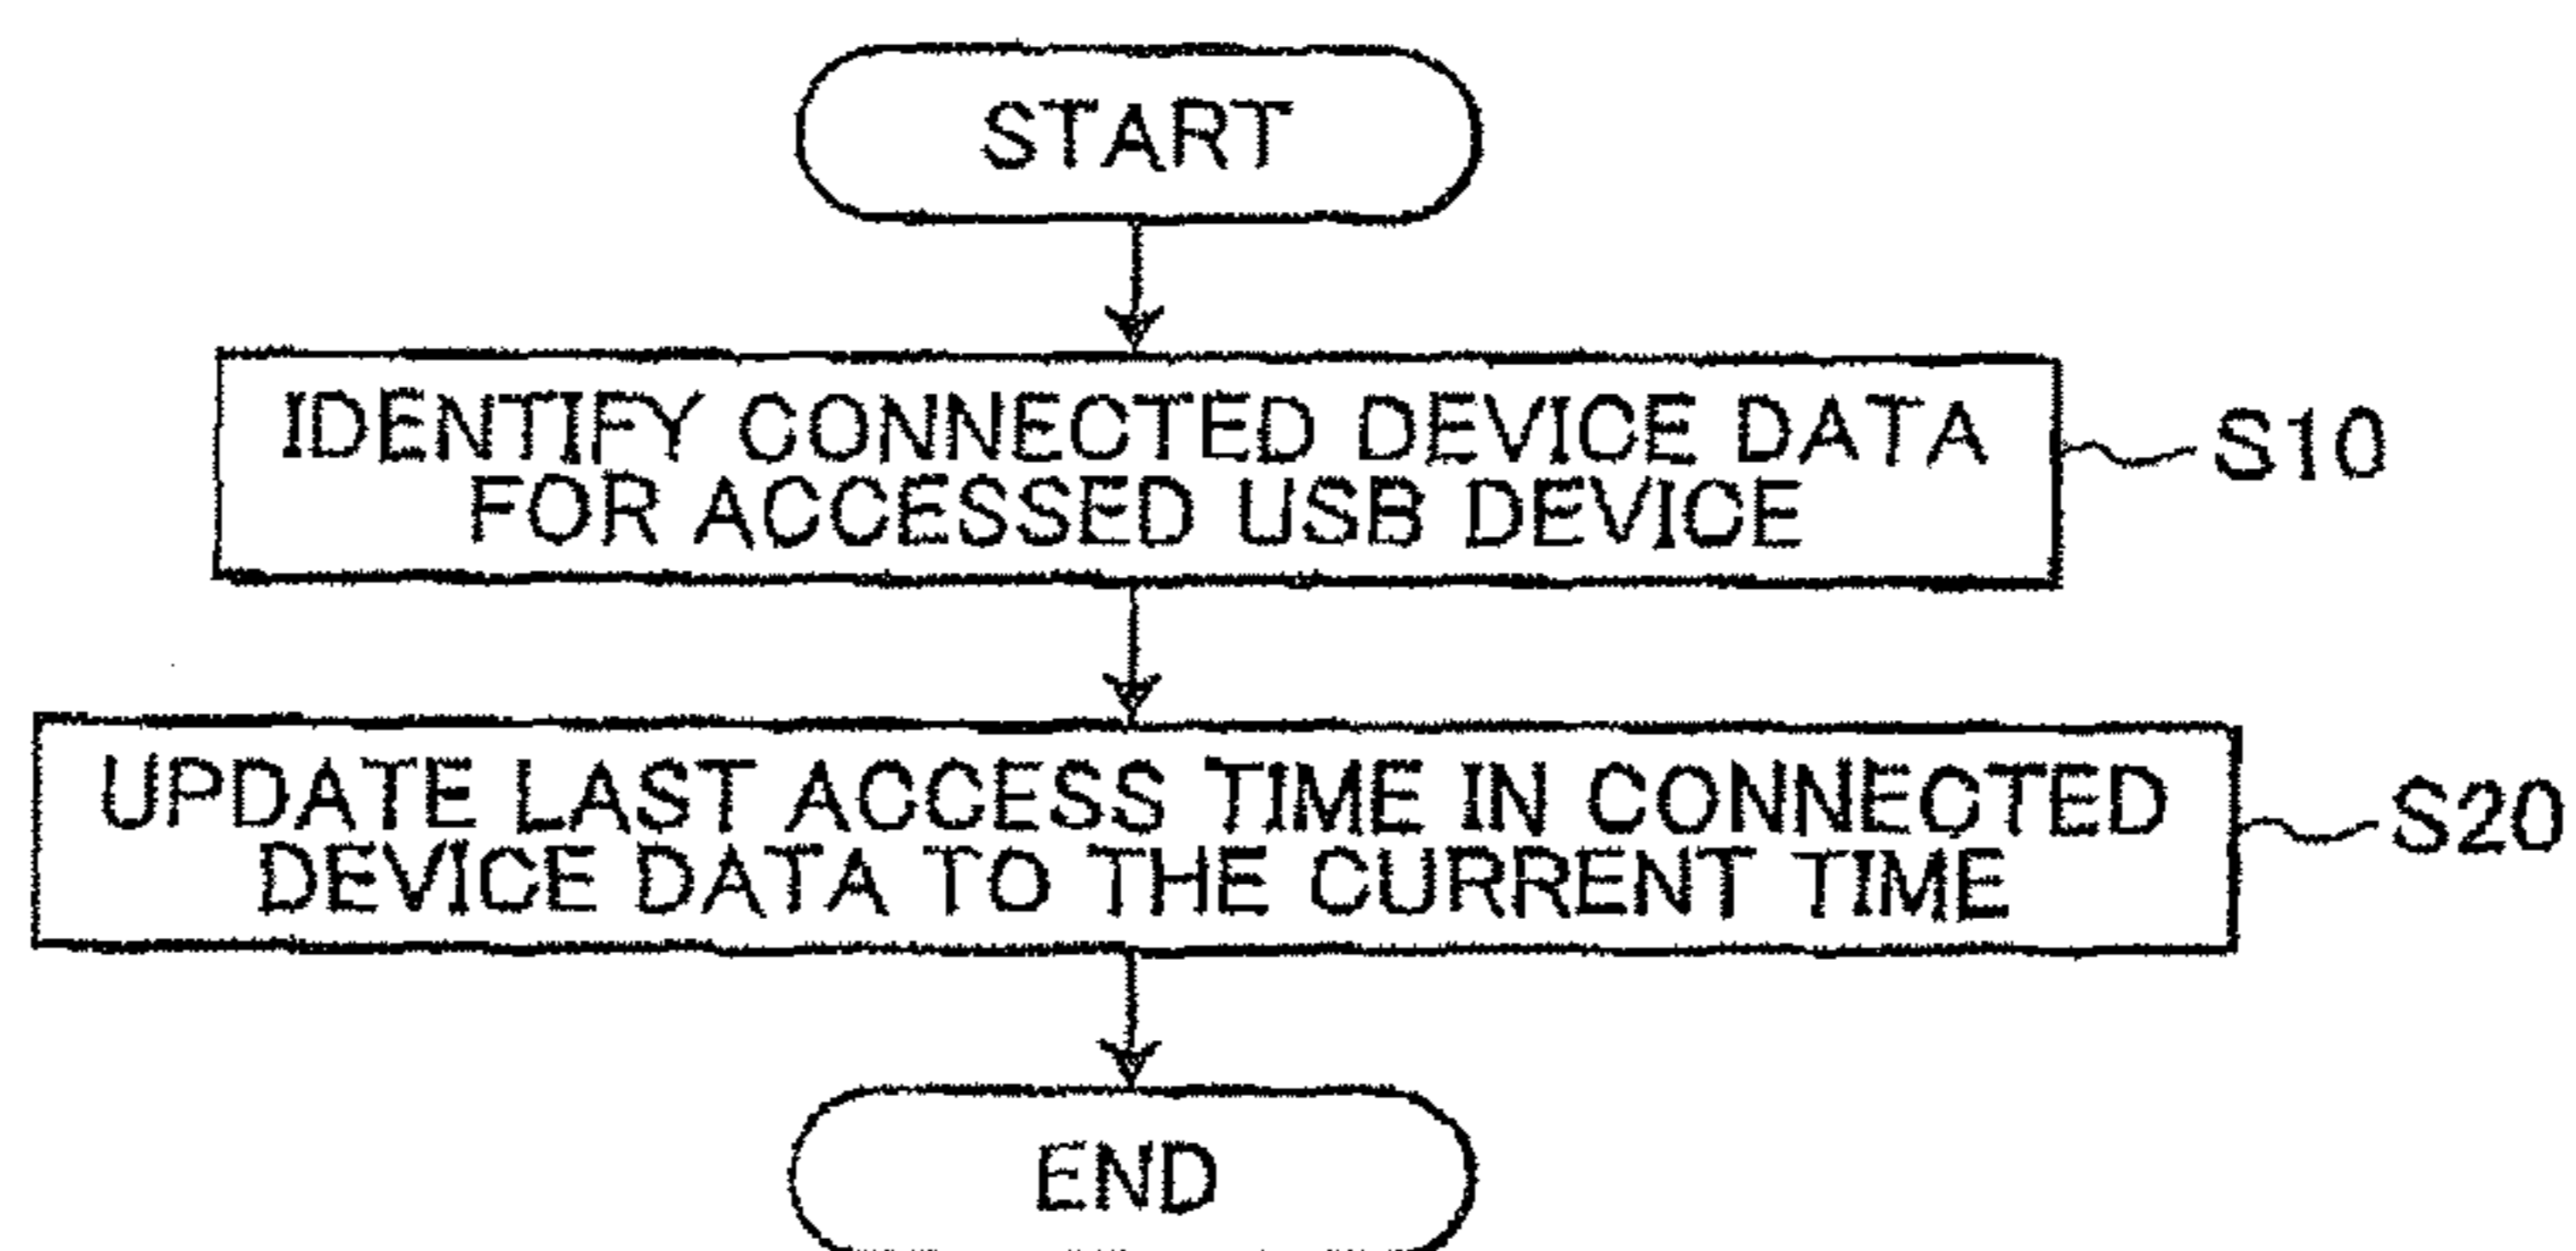 START
IDENTIFY CONNECTED DEVICE DATA
FOR ACCESSED USB DEVICE
S10
UPDATE LAST ACCESS TIME IN CONNECTED
DEVICE DATA TO THE CURRENT TIME
S20
END